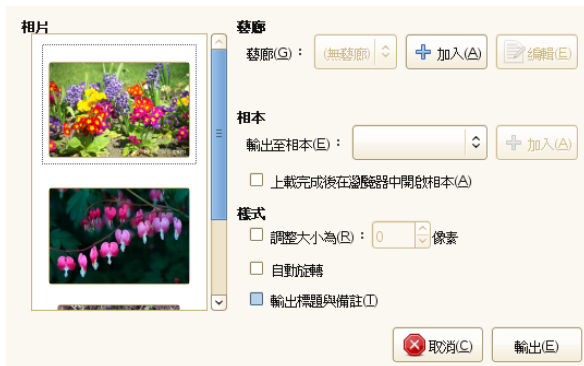 相片
藝廊
藝廊(G)：
(無藝廊)
加入(A)
編輯(E)
相本
輸出至相本(E)：
加入(A)
上載完成後在瀏覽器中開啟相本(A)
樣式
調整大小為(R)：
0
像素
自動旋轉
輸出標題與備註(T)
取消(C)
輸出(E)